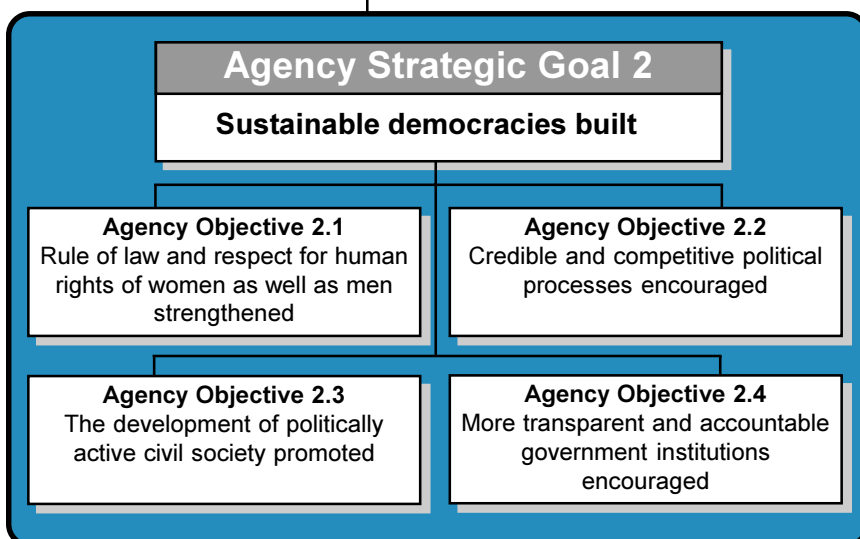 Agency Strategic Goal 2
Sustainable democracies built
Agency Objective 2.1
Rule of law and respect for human
rights of women as well as men
strengthened
Agency Objective 2.2
Credible and competitive political
processes encouraged
Agency Objective 2.3
The development of politically
active civil society promoted
Agency Objective 2.4
More transparent and accountable
government institutions
encouraged